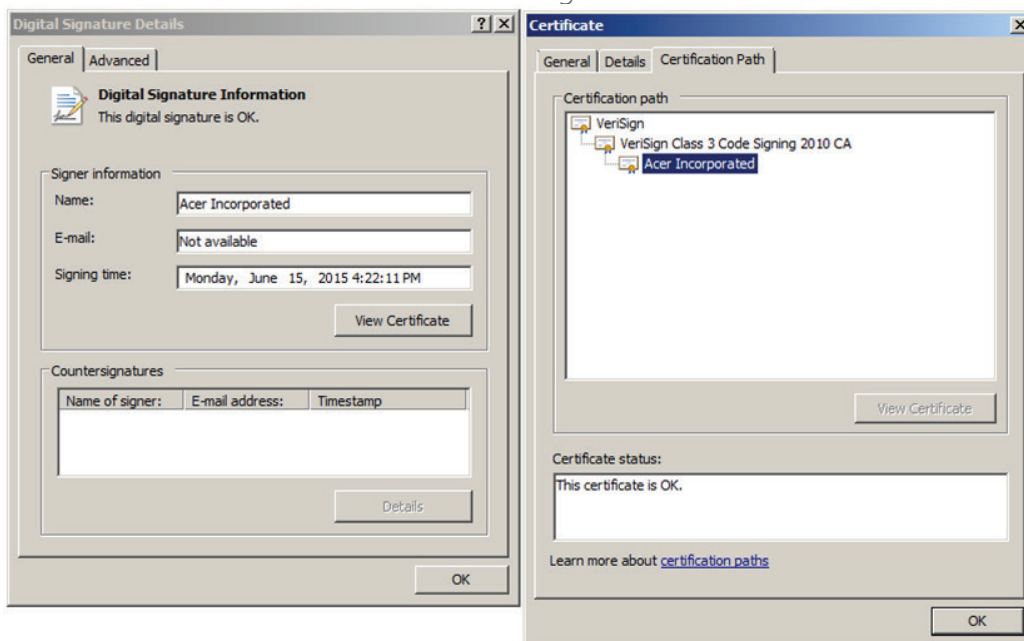 Digital Signature Details
General Advanced
Digital Signature Information
This digital signature is OK.
Signer information
Name: Acer Incorporated
E-mail: Not available
Signing time: Monday, June 15, 2015 4:22:11 PM
View Certificate
Countersignatures
Name of signer: E-mail address: Timestamp
Details
OK
Certificate
General Details Certification Path
Certification path
VeriSign
VeriSign Class 3 Code Signing 2010 CA
Acer Incorporated
View Certificate
Certificate status:
This certificate is OK.
Learn more about certification paths
OK